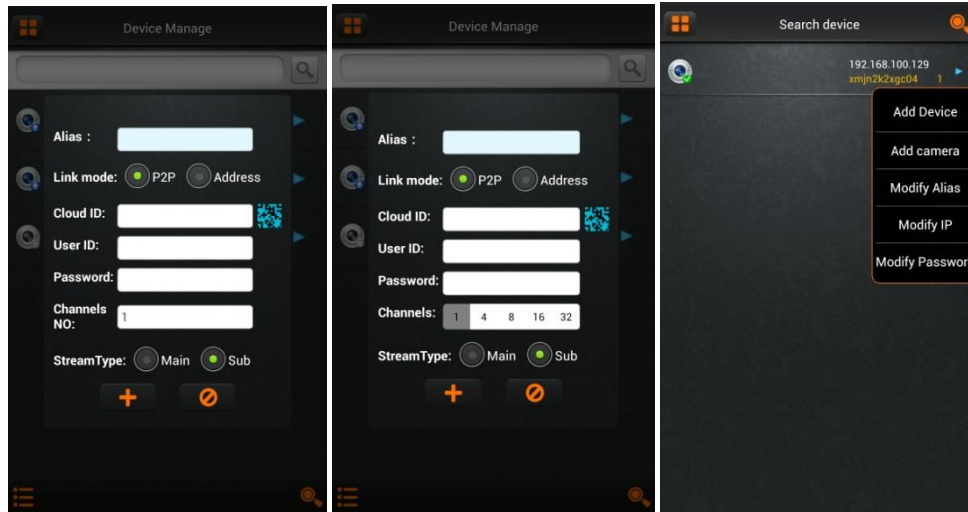 Device Manage
Alias :
Link mode: P2P Address
Cloud ID:
User ID:
Password:
Channels
NO: 1
StreamType: Main Sub
Device Manage
Alias :
Link mode: P2P Address
Cloud ID:
User ID:
Password:
Channels: 1 4 8 16 32
StreamType: Main Sub
Search device
192.168.100.129
xmjn2k2xgc04 1
Add Device
Add camera
Modify Alias
Modify IP
Modify Passwor